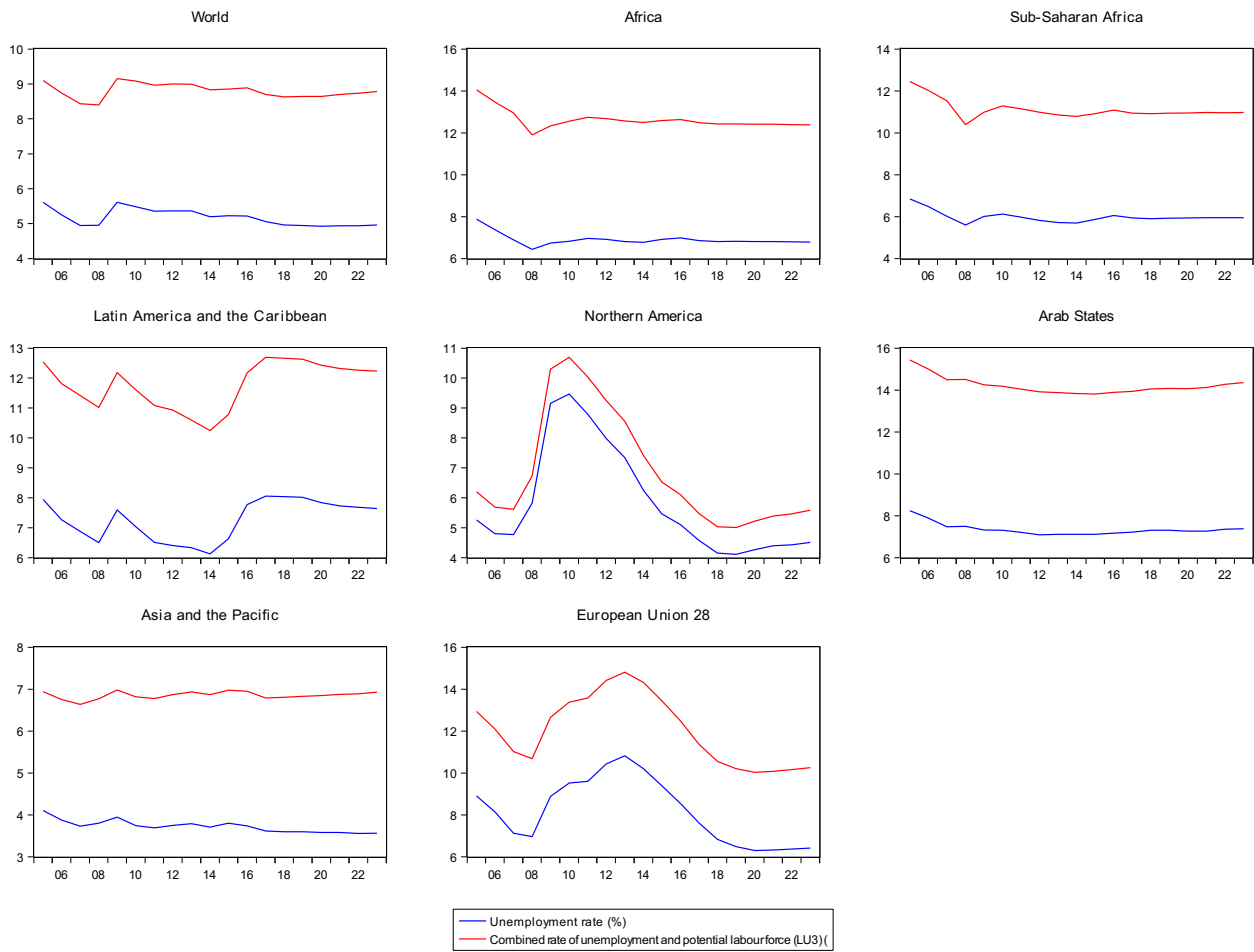 World
10
9
8
7
6
5
4
06 08 10 12 14 16 18 20 22
Africa
16
14
12
10
8
6
06 08 10 12 14 16 18 20 22
Sub-Saharan Africa
14
12
10
8
6
4
06 08 10 12 14 16 18 20 22
Latin America and the Caribbean
13
12
11
10
9
8
7
6
06 08 10 12 14 16 18 20 22
Northern America
11
10
9
8
7
6
5
4
06 08 10 12 14 16 18 20 22
Arab States
16
14
12
10
8
6
06 08 10 12 14 16 18 20 22
Asia and the Pacific
8
7
6
5
4
3
06 08 10 12 14 16 18 20 22
European Union 28
16
14
12
10
8
6
06 08 10 12 14 16 18 20 22
Unemployment rate (%)
Combined rate of unemployment and potential labour force (LU3) (